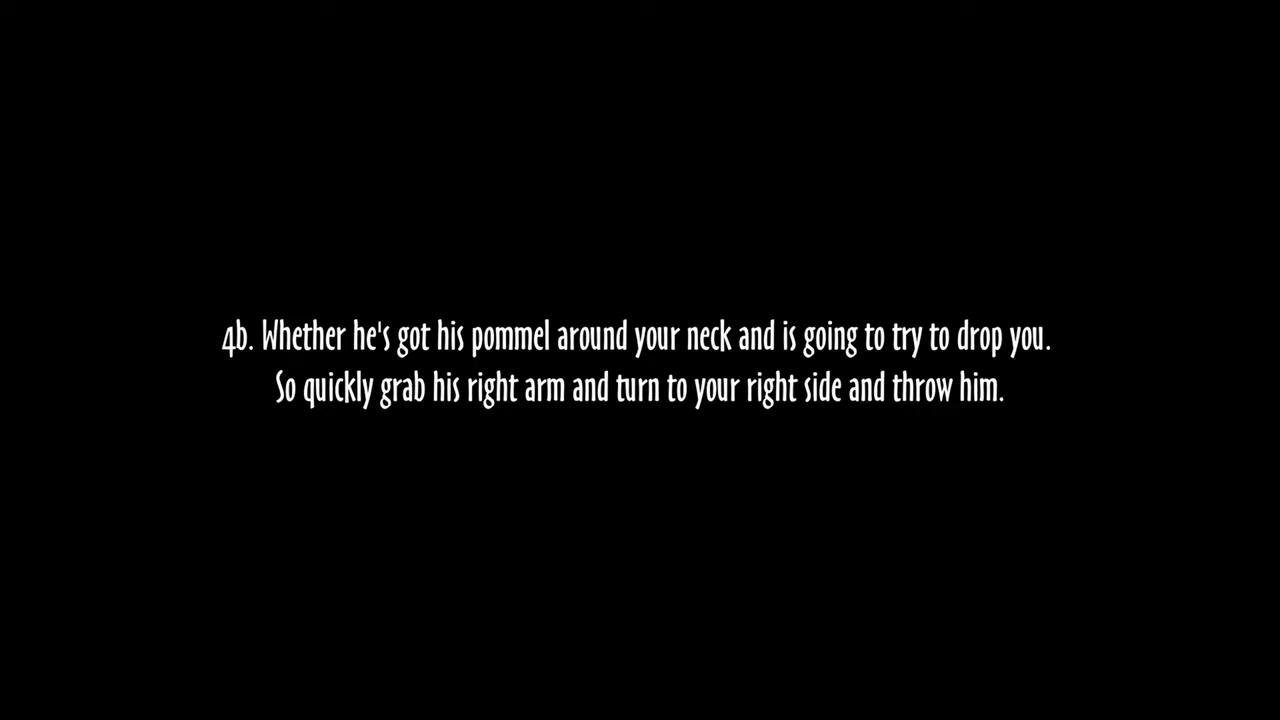 4b. Whether he's got his pommel around your neck and is going to try to drop you.
So quickly grab his right arm and turn to your right side and throw him.